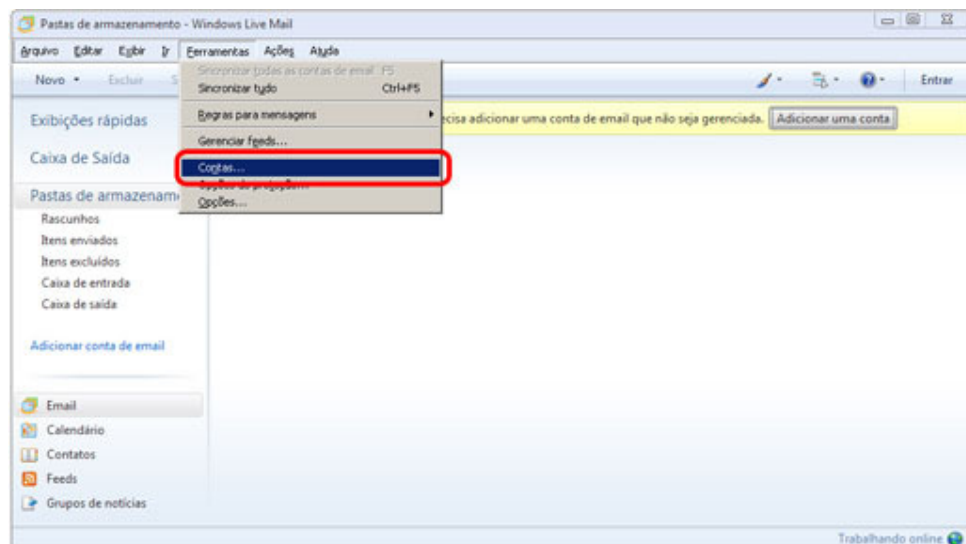 Pastas de armazenamento - Windows Live Mail
Arquivo Editar Exibir Ir Ferramentas Ações Ajuda
Novo Excluir S
Entrar
Sincronizar todas as contas de email F5
Sincronizar tudo Ctrl+F5
Regras para mensagens
Gerenciar feeds...
Contas...
Opções de proteção...
Opções...
ecisa adicionar uma conta de email que não seja gerenciada. Adicionar uma conta
Exibições rápidas
Caixa de Saída
Pastas de armazenam
Rascunhos
Itens enviados
Itens excluídos
Caixa de entrada
Caixa de saída
Adicionar conta de email
Email
Calendário
Contatos
Feeds
Grupos de notícias
Trabalhando online